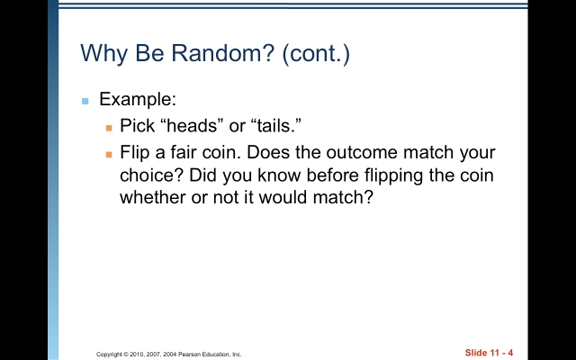 Why Be Random? (cont.)
Example:
Pick “heads” or “tails.”
Flip a fair coin. Does the outcome match your
choice? Did you know before flipping the coin
whether or not it would match?
Copyright © 2010, 2007, 2004 Pearson Education, Inc.
Slide 11 - 4